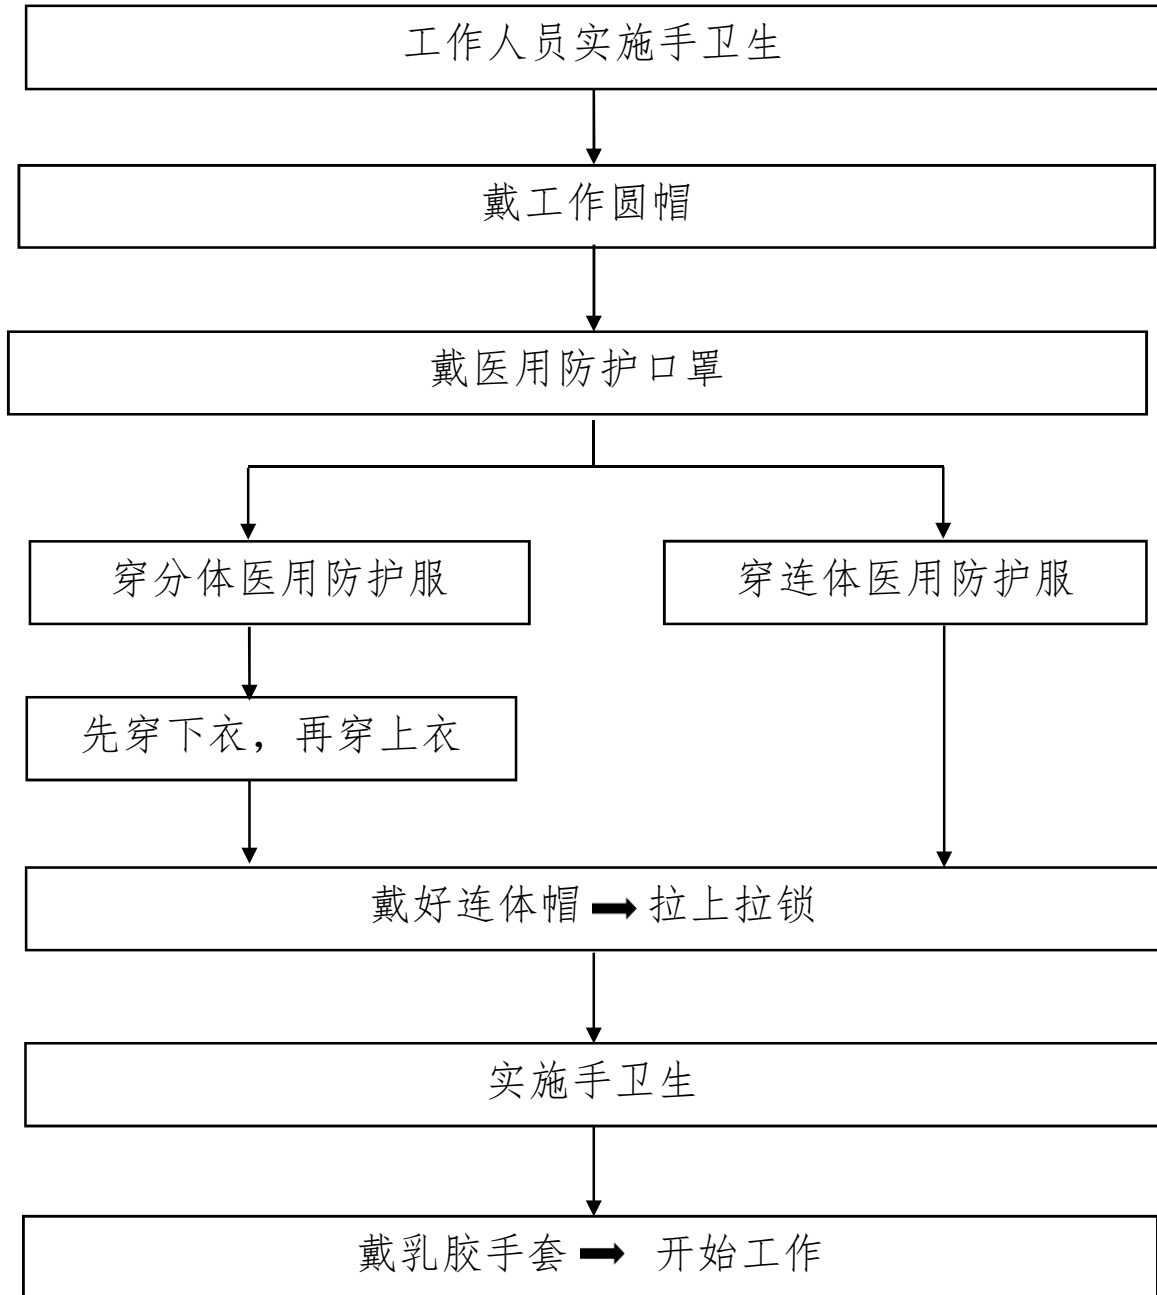 工作人员实施手卫生
戴工作圆帽
戴医用防护口罩
穿分体医用防护服
穿连体医用防护服
先穿下衣，再穿上衣
戴好连体帽➡拉上拉锁
实施手卫生
戴乳胶手套➡ 开始工作